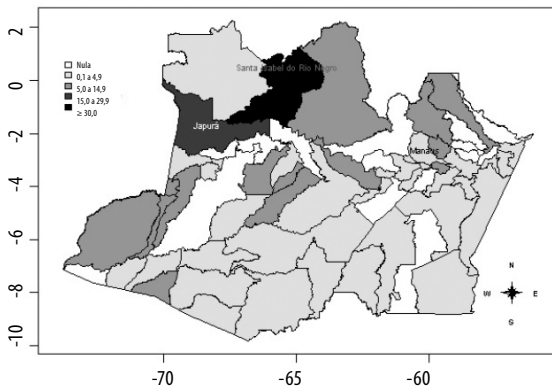 2
0
-2
-4
-6
-8
-10
Nula
0,1 a 4,9
5,0 a 14,9
15,0 a 29,9
≥ 30,0
Santa Isabel do Rio Negro
Japurá
Manaus
N
W E
S
-70 -65 -60